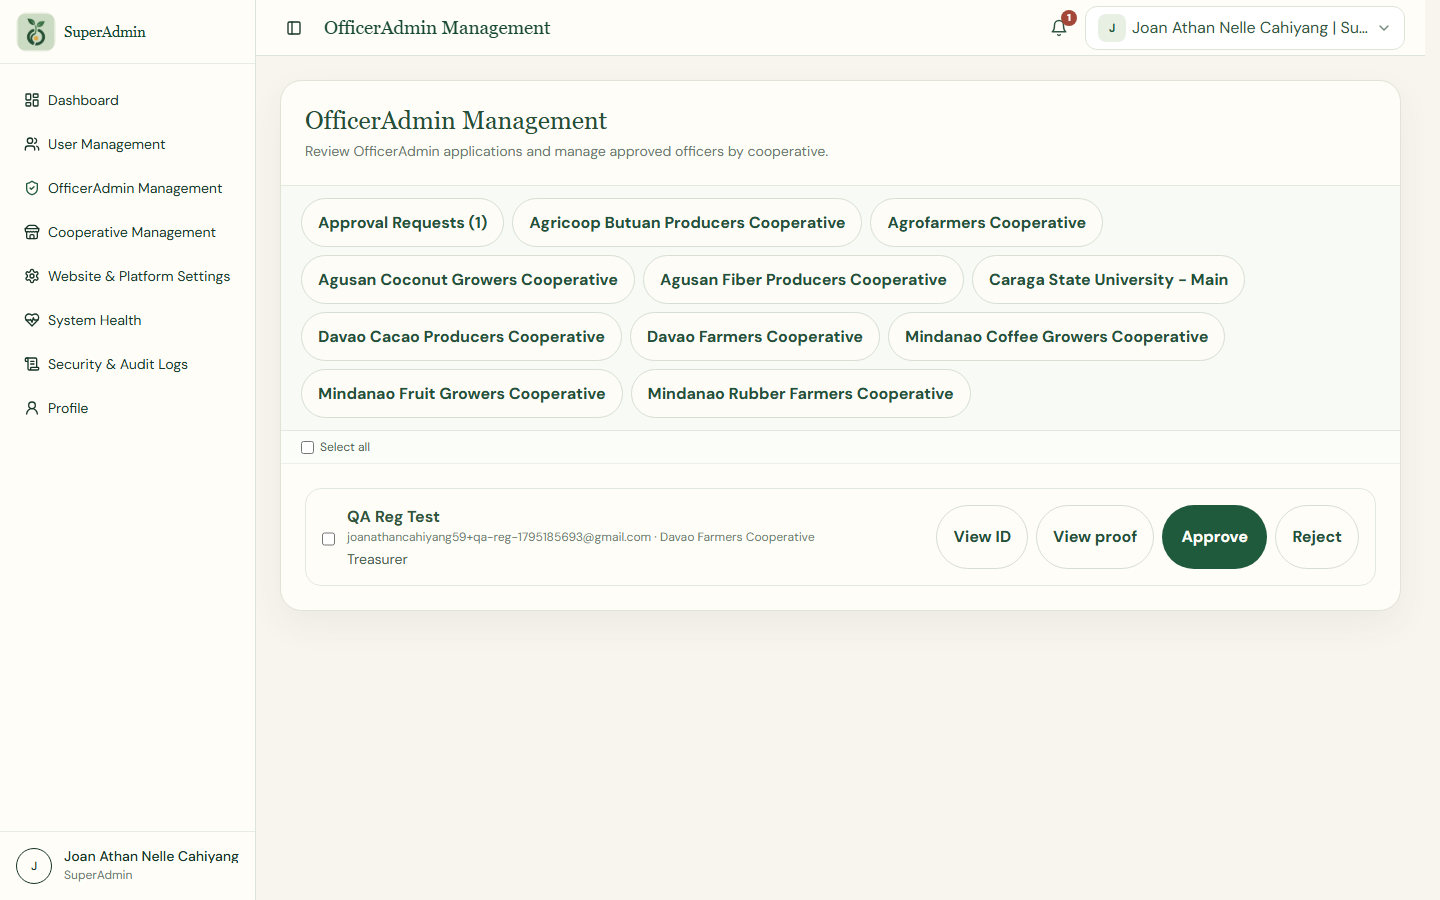 SuperAdmin
Dashboard
User Management
OfficerAdmin Management
Cooperative Management
Website & Platform Settings
System Health
Security & Audit Logs
Profile
J
Joan Athan Nelle Cahiyang
SuperAdmin
OfficerAdmin Management
1
J
Joan Athan Nelle Cahiyang | Su...
OfficerAdmin Management
Review OfficerAdmin applications and manage approved officers by cooperative.
Approval Requests (1)
Agricoop Butuan Producers Cooperative
Agrofarmers Cooperative
Agusan Coconut Growers Cooperative
Agusan Fiber Producers Cooperative
Caraga State University - Main
Davao Cacao Producers Cooperative
Davao Farmers Cooperative
Mindanao Coffee Growers Cooperative
Mindanao Fruit Growers Cooperative
Mindanao Rubber Farmers Cooperative
Select all
QA Reg Test
joanathancahiyang59+qa-reg-1795185693@gmail.com · Davao Farmers Cooperative
Treasurer
View ID
View proof
Approve
Reject